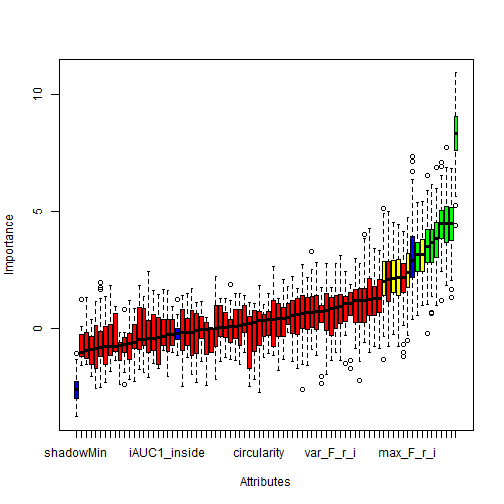 10
5
0
Importance
shadowMin
iAUC1_inside
circularity
var_F_r_i
max_F_r_i
Attributes